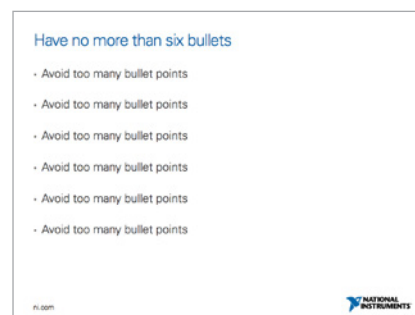 Have no more than six bullets
• Avoid too many bullet points
• Avoid too many bullet points
• Avoid too many bullet points
• Avoid too many bullet points
• Avoid too many bullet points
• Avoid too many bullet points
ni.com
NATIONAL
INSTRUMENTS